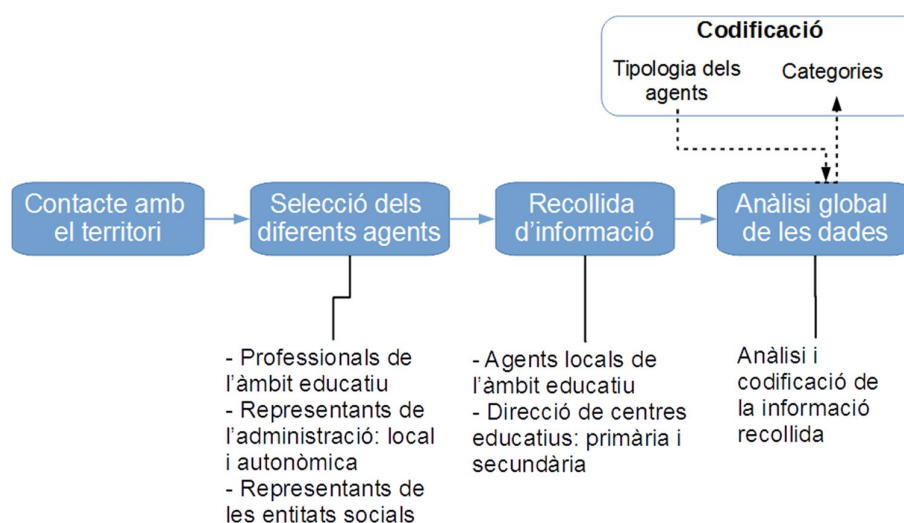 Codificació
Tipologia dels
agents
Categories
Contacte amb
el territori
Selecció dels
diferents agents
Recollida
d'informació
Anàlisi global
de les dades
- Professionals de
l'àmbit educatiu
- Representants de
l'administració: local
i autonòmica
- Representants de
les entitats socials
- Agents locals de
l'àmbit educatiu
- Direcció de centres
educatius: primària i
secundària
Anàlisi i
codificació de
la informació
recollida